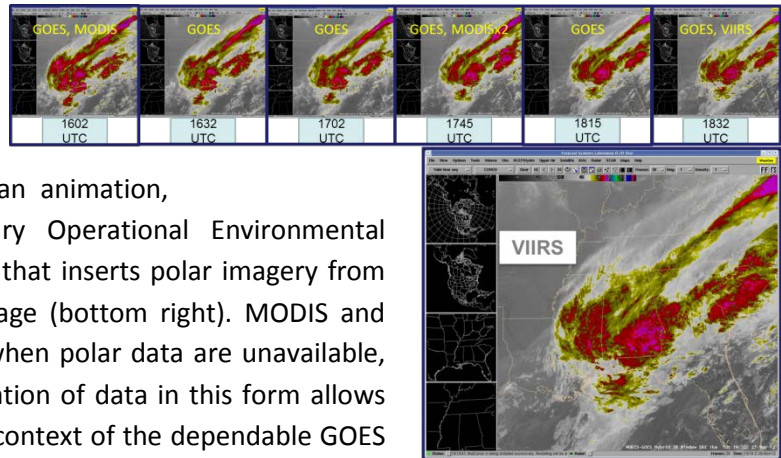 GOES, MODIS
GOES
GOES
GOES, MODISx2
GOES
GOES, VIIRS
1602
UTC
1632
UTC
1702
UTC
1745
UTC
1815
UTC
1832
UTC
an animation,
ry Operational Environmental
that inserts polar imagery from
age (bottom right). MODIS and
when polar data are unavailable,
ation of data in this form allows
context of the dependable GOES
VIIRS